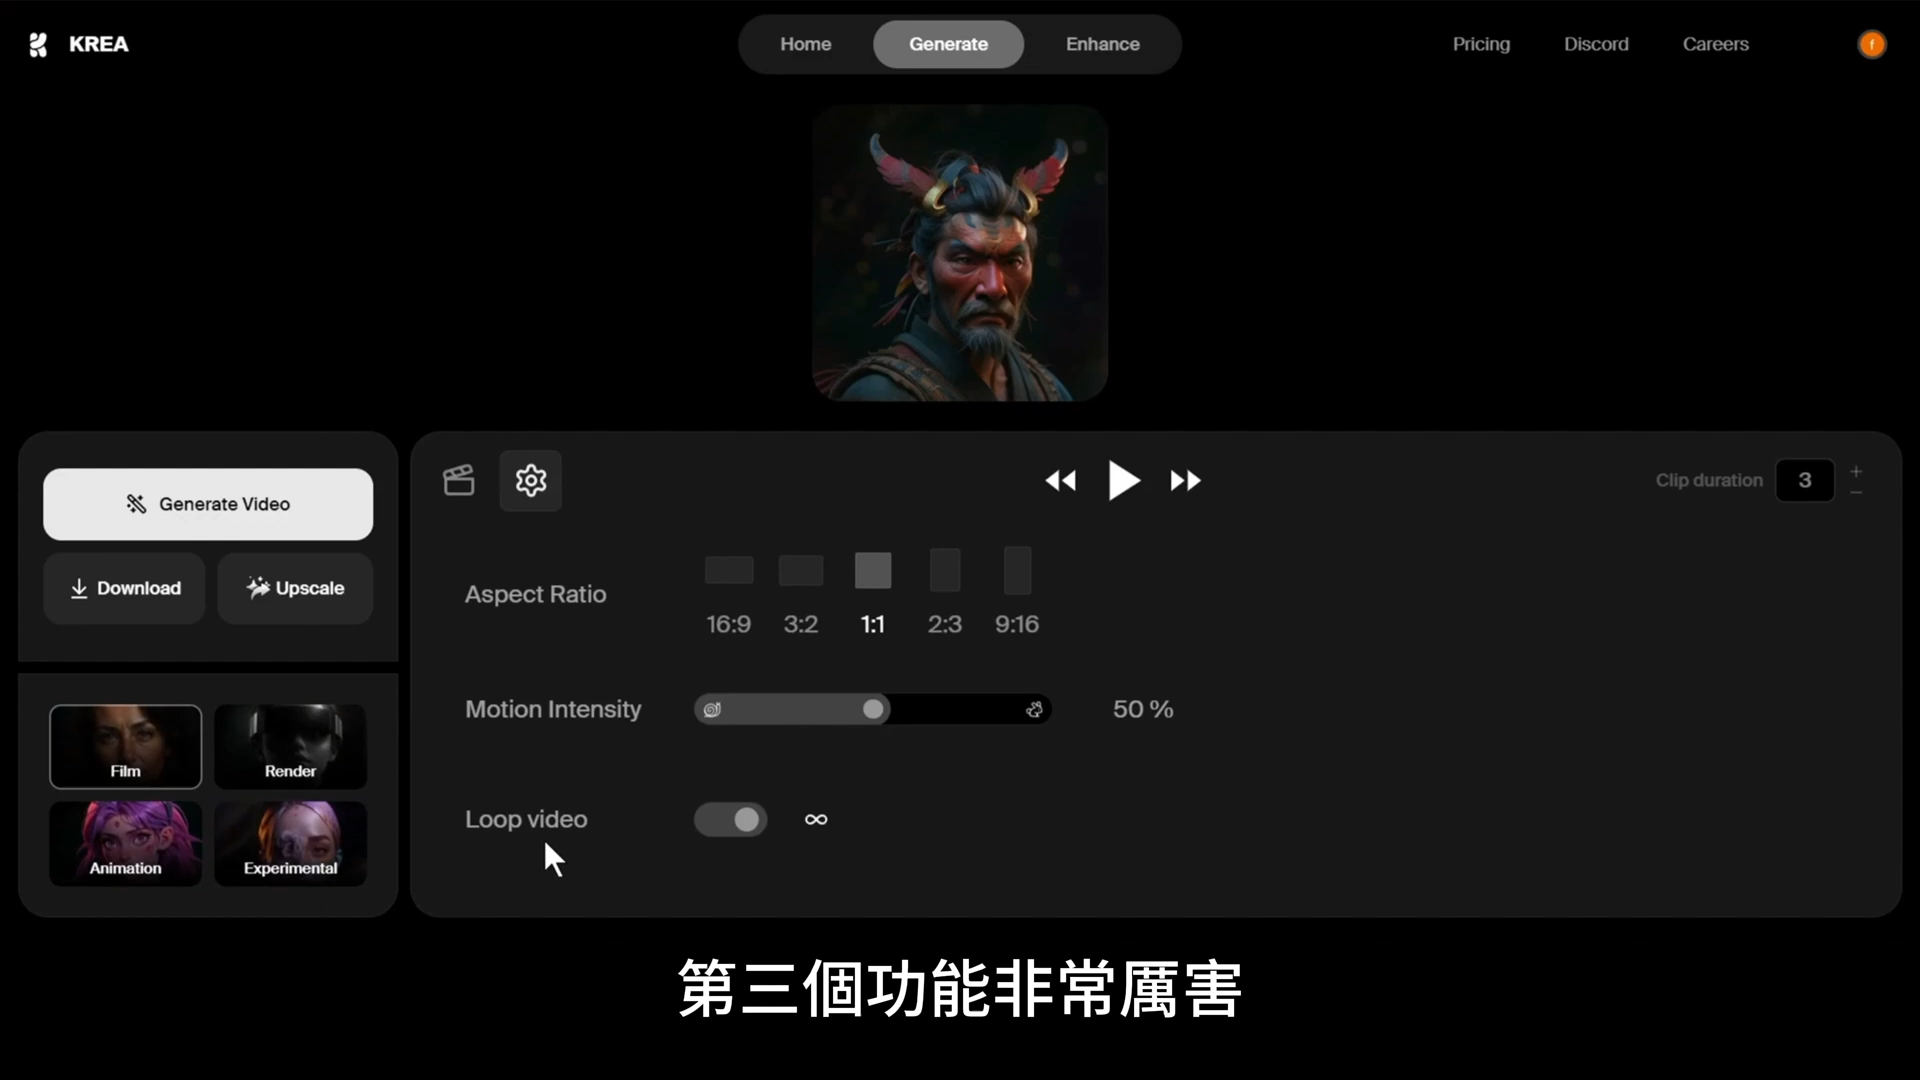 KREA
Home
Generate
Enhance
Pricing
Discord
Careers
f
Generate Video
Download
Upscale
Clip duration
3
Aspect Ratio
16:9
3:2
1:1
2:3
9:16
Motion Intensity
50 %
Loop video
Film
Render
Animation
Experimental
第三個功能非常厲害